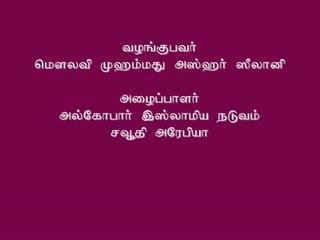 வழங்குபவர்
மௌலவி முஹம்மது அஸ்ஹர் ஸீலானி
அழைப்பாளர்
அல்கோபார் இஸ்லாமிய நடுவம்
சவூதி அரேபியா